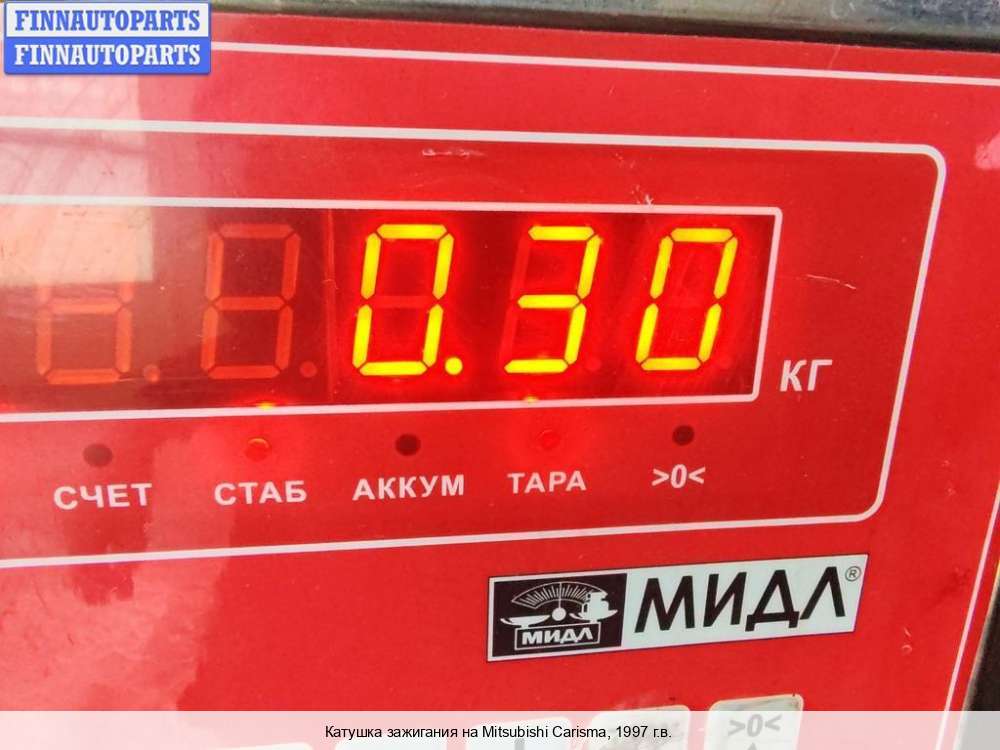 FINNAUTOPARTS
FINNAUTOPARTS
0.30
КГ
СЧЕТ СТАБ АККУМ ТАРА >0<
МИДЛ МИДЛ®
>0<
Катушка зажигания на Mitsubishi Carisma, 1997 г.в.